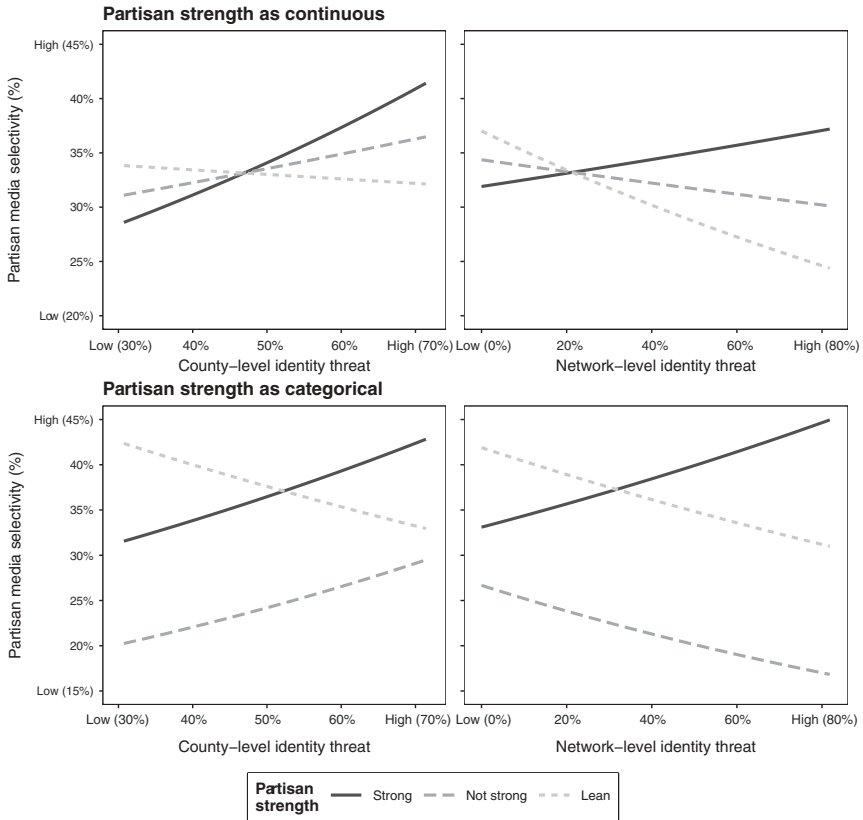 Partisan strength as continuous
Partisan media selectivity (%)
High (45%)
40%
35%
30%
25%
Low (20%)
Low (30%) 40% 50% 60% High (70%) Low (0%) 20% 40% 60% High (80%)
County−level identity threat Network−level identity threat
Partisan strength as categorical
Partisan media selectivity (%)
High (45%)
40%
35%
30%
25%
20%
Low (15%)
Low (30%) 40% 50% 60% High (70%) Low (0%) 20% 40% 60% High (80%)
County−level identity threat Network−level identity threat
Partisan
strength Strong Not strong Lean